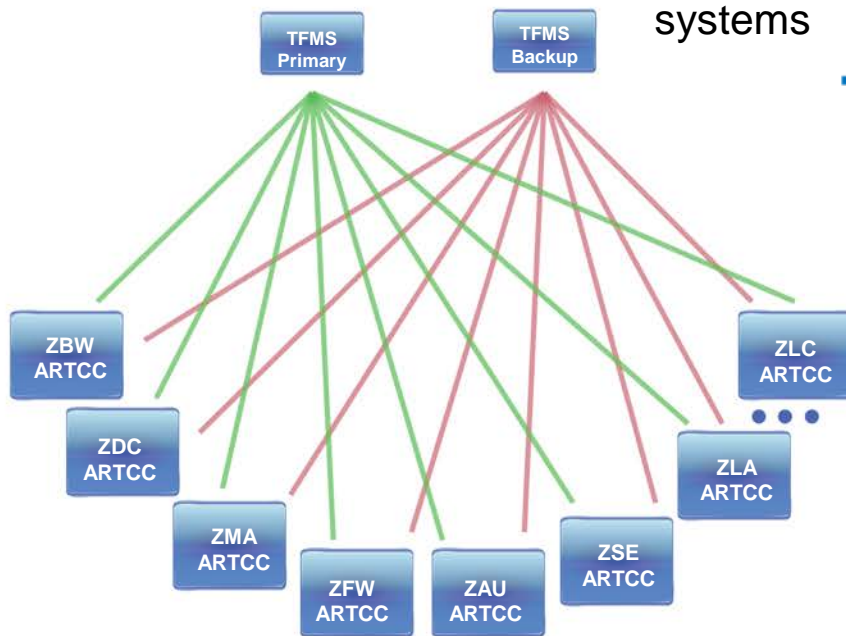 systems
TFMS
Primary
TFMS
Backup
ZBW
ARTCC
ZLC
ARTCC
ZDC
ARTCC
ZLA
ARTCC
ZMA
ARTCC
ZSE
ARTCC
ZFW
ARTCC
ZAU
ARTCC